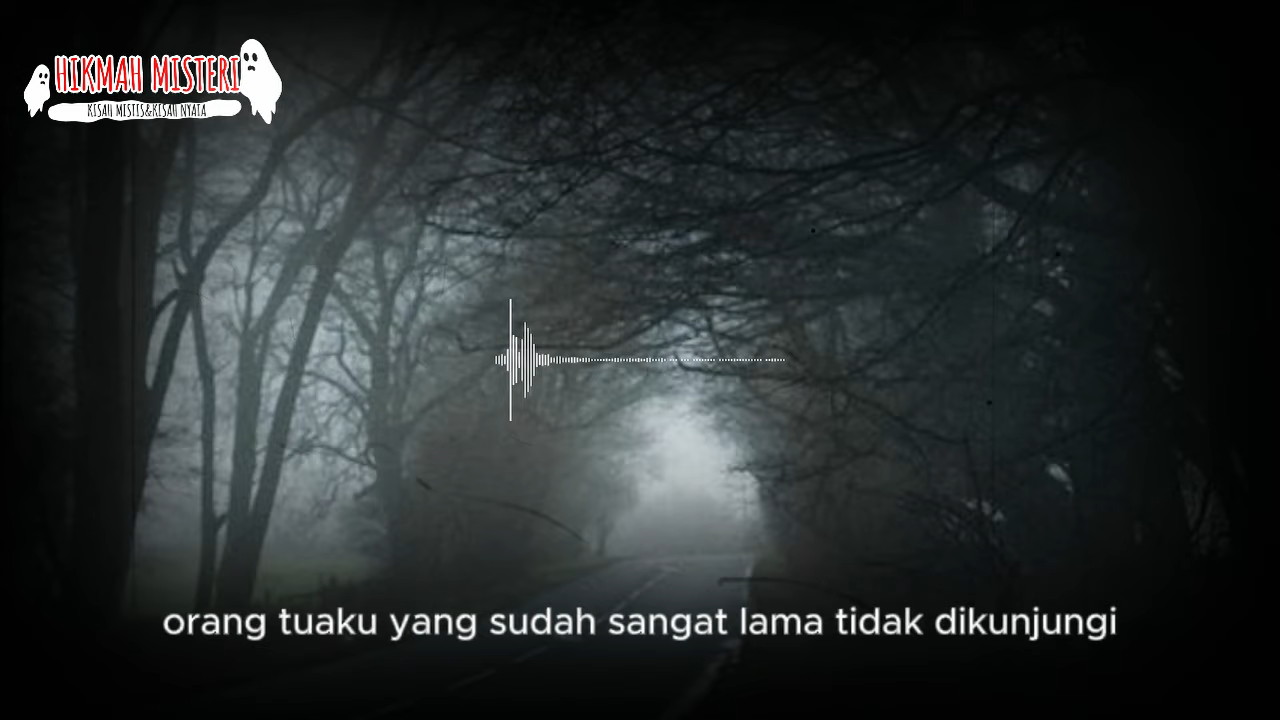 HIKMAH MISTERI
KISAH MISTIS&KISAH NYATA
orang tuaku yang sudah sangat lama tidak dikunjungi